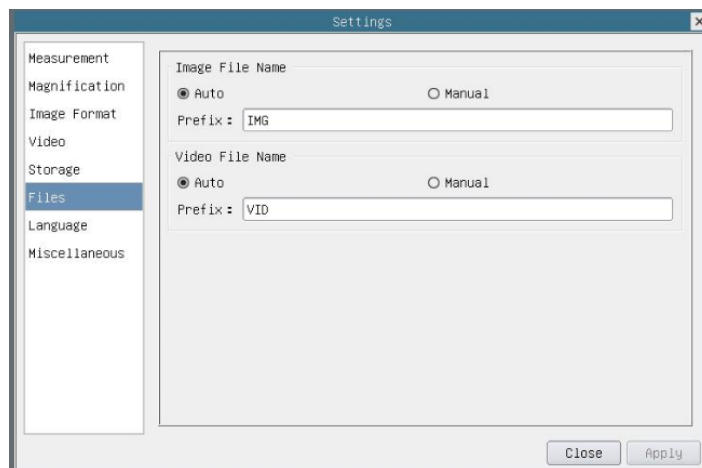 Settings
Measurement
Magnification
Image Format
Video
Storage
Files
Language
Miscellaneous
Image File Name
Auto Manual
Prefix: IMG
Video File Name
Auto Manual
Prefix: VID
Close Apply